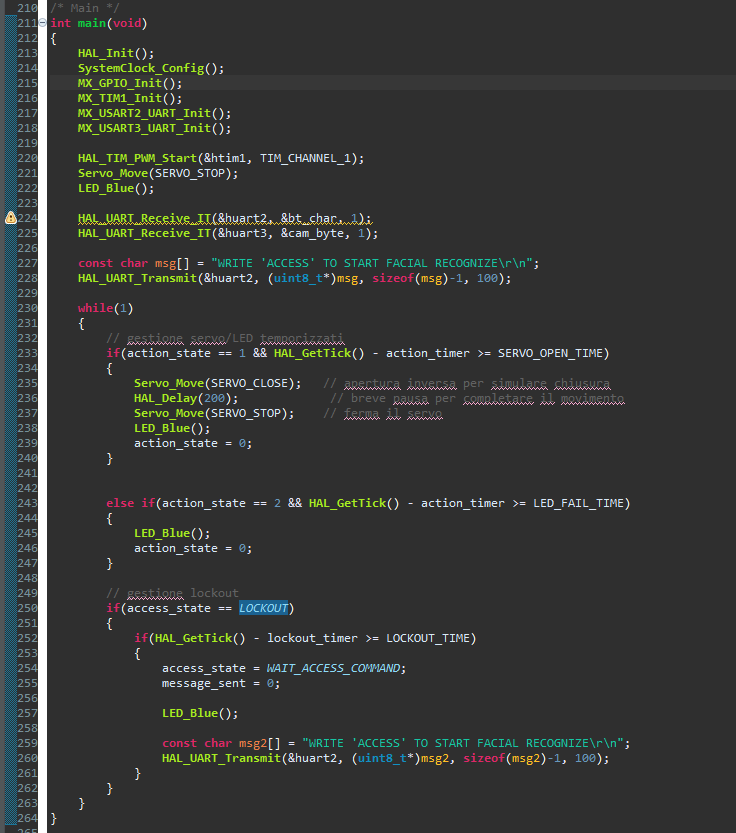 210 /* Main */
211 int main(void)
212 {
213     HAL_Init();
214     SystemClock_Config();
215     MX_GPIO_Init();
216     MX_TIM1_Init();
217     MX_USART2_UART_Init();
218     MX_USART3_UART_Init();
219
220     HAL_TIM_PWM_Start(&htim1, TIM_CHANNEL_1);
221     Servo_Move(SERVO_STOP);
222     LED_Blue();
223
224     HAL_UART_Receive_IT(&huart2, &bt_char, 1);
225     HAL_UART_Receive_IT(&huart3, &cam_byte, 1);
226
227     const char msg[] = "WRITE 'ACCESS' TO START FACIAL RECOGNIZE\r\n";
228     HAL_UART_Transmit(&huart2, (uint8_t*)msg, sizeof(msg)-1, 100);
229
230     while(1)
231     {
232         // gestione servo/LED temporizzati
233         if(action_state == 1 && HAL_GetTick() - action_timer >= SERVO_OPEN_TIME)
234         {
235             Servo_Move(SERVO_CLOSE);   // apertura inversa per simulare chiusura
236             HAL_Delay(200);             // breve pausa per completare il movimento
237             Servo_Move(SERVO_STOP);    // ferma il servo
238             LED_Blue();
239             action_state = 0;
240         }
241
242
243         else if(action_state == 2 && HAL_GetTick() - action_timer >= LED_FAIL_TIME)
244         {
245             LED_Blue();
246             action_state = 0;
247         }
248
249         // gestione lockout
250         if(access_state == LOCKOUT)
251         {
252             if(HAL_GetTick() - lockout_timer >= LOCKOUT_TIME)
253             {
254                 access_state = WAIT_ACCESS_COMMAND;
255                 message_sent = 0;
256
257                 LED_Blue();
258
259                 const char msg2[] = "WRITE 'ACCESS' TO START FACIAL RECOGNIZE\r\n";
260                 HAL_UART_Transmit(&huart2, (uint8_t*)msg2, sizeof(msg2)-1, 100);
261             }
262         }
263     }
264 }